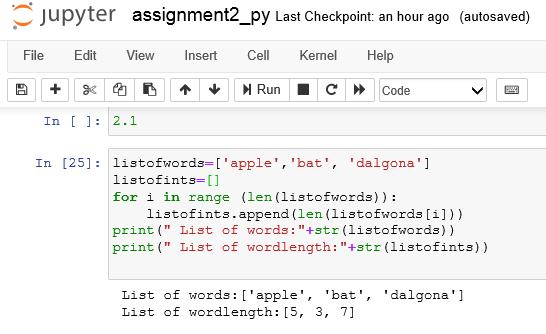 jupyter assignment2_py Last Checkpoint: an hour ago (autosaved)
File Edit View Insert Cell Kernel Help
Run Code
In [ ]: 2.1
In [25]: listofwords=['apple','bat', 'dalgona']
listofints=[]
for i in range (len(listofwords)):
    listofints.append(len(listofwords[i]))
print(" List of words:"+str(listofwords))
print(" List of wordlength:"+str(listofints))
List of words:['apple', 'bat', 'dalgona']
List of wordlength:[5, 3, 7]